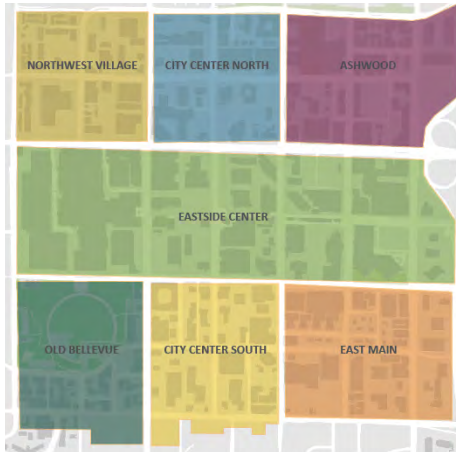 NORTHWEST VILLAGE
CITY CENTER NORTH
ASHWOOD
EASTSIDE CENTER
OLD BELLEVUE
CITY CENTER SOUTH
EAST MAIN